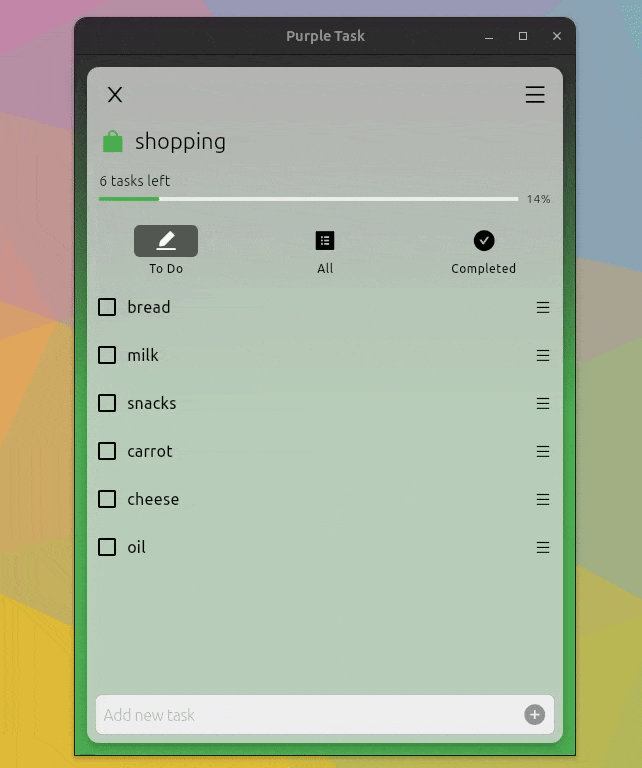 Purple Task
shopping
6 tasks left
14%
To Do
All
Completed
bread
milk
snacks
carrot
cheese
oil
Add new task